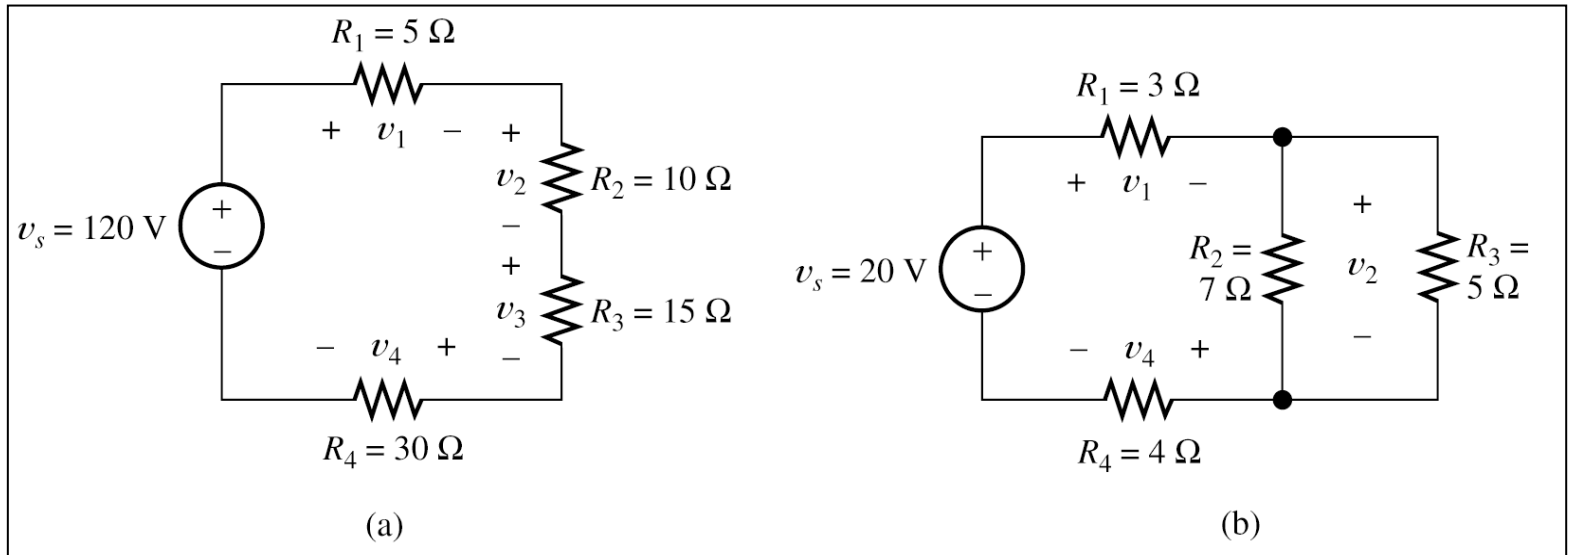 R₁ = 5 Ω
+ v₁ −
+
v₂
−
R₂ = 10 Ω
vₛ = 120 V
+
−
+
v₃
−
R₃ = 15 Ω
− v₄ +
R₄ = 30 Ω
(a)
R₁ = 3 Ω
+ v₁ −
vₛ = 20 V
+
−
R₂ =
7 Ω
+
v₂
−
R₃ =
5 Ω
− v₄ +
R₄ = 4 Ω
(b)